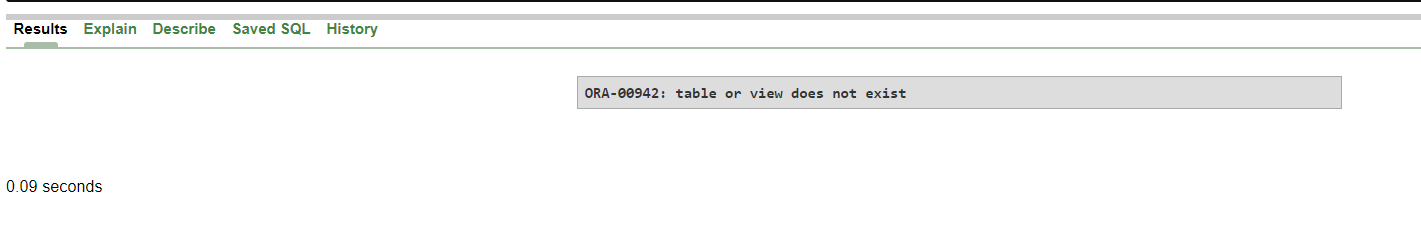 Results Explain Describe Saved SQL History
ORA-00942: table or view does not exist
0.09 seconds